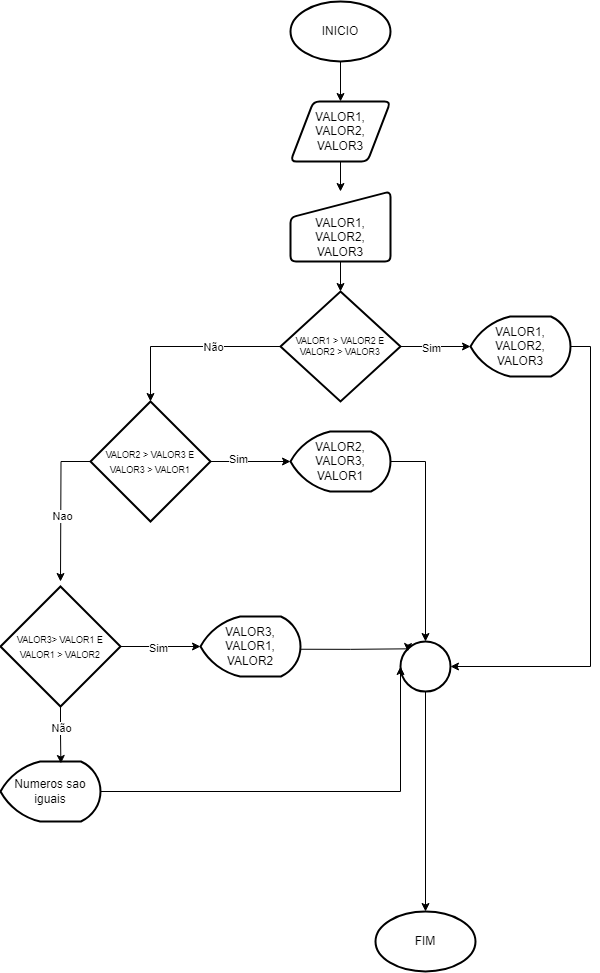 INICIO
VALOR1,
VALOR2,
VALOR3
VALOR1,
VALOR2,
VALOR3
VALOR1 > VALOR2 E
VALOR2 > VALOR3
Não
Sim
VALOR1,
VALOR2,
VALOR3
VALOR2 > VALOR3 E
VALOR3 > VALOR1
Sim
VALOR2,
VALOR3,
VALOR1
Nao
VALOR3> VALOR1 E
VALOR1 > VALOR2
Sim
VALOR3,
VALOR1,
VALOR2
Não
Numeros sao
iguais
FIM